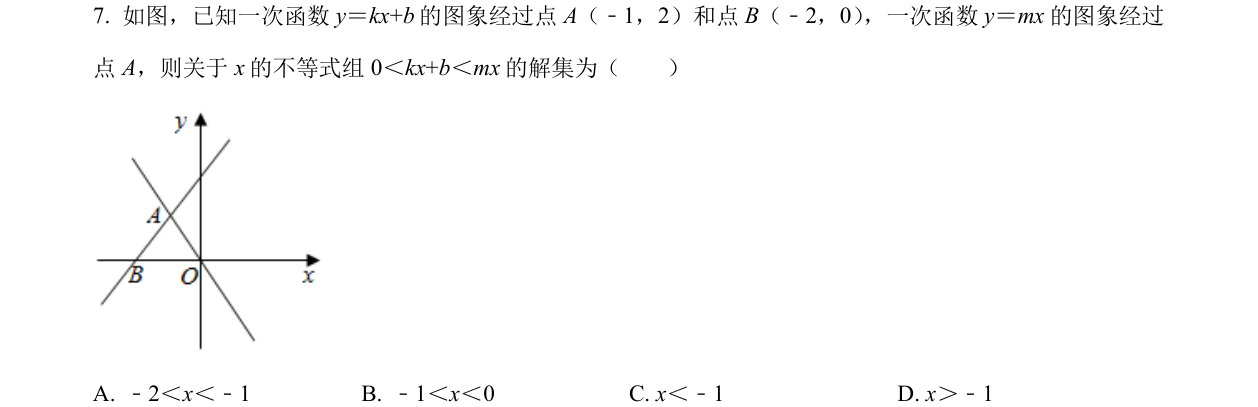 7. 如图，已知一次函数 y＝kx+b 的图象经过点 A（﹣1，2）和点 B（﹣2，0），一次函数 y＝mx 的图象经过
点 A，则关于 x 的不等式组 0＜kx+b＜mx 的解集为（　　）
y
A
B
O
x
A. ﹣2＜x＜﹣1 B. ﹣1＜x＜0 C. x＜﹣1 D. x＞﹣1